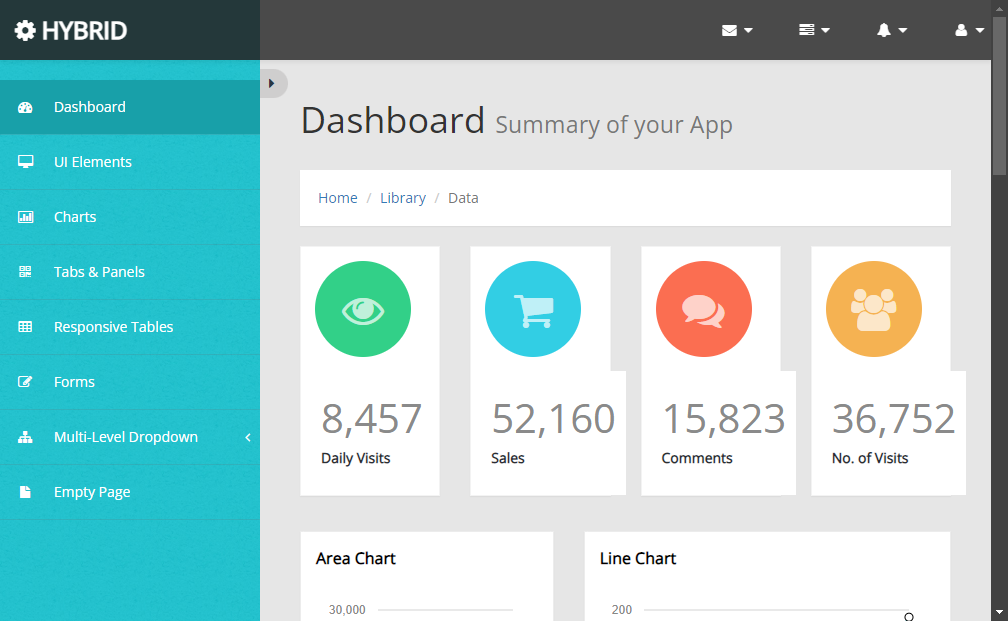 HYBRID
Dashboard
UI Elements
Charts
Tabs & Panels
Responsive Tables
Forms
Multi-Level Dropdown
Empty Page
Dashboard Summary of your App
Home / Library / Data
8,457
Daily Visits
52,160
Sales
15,823
Comments
36,752
No. of Visits
Area Chart
30,000
Line Chart
200